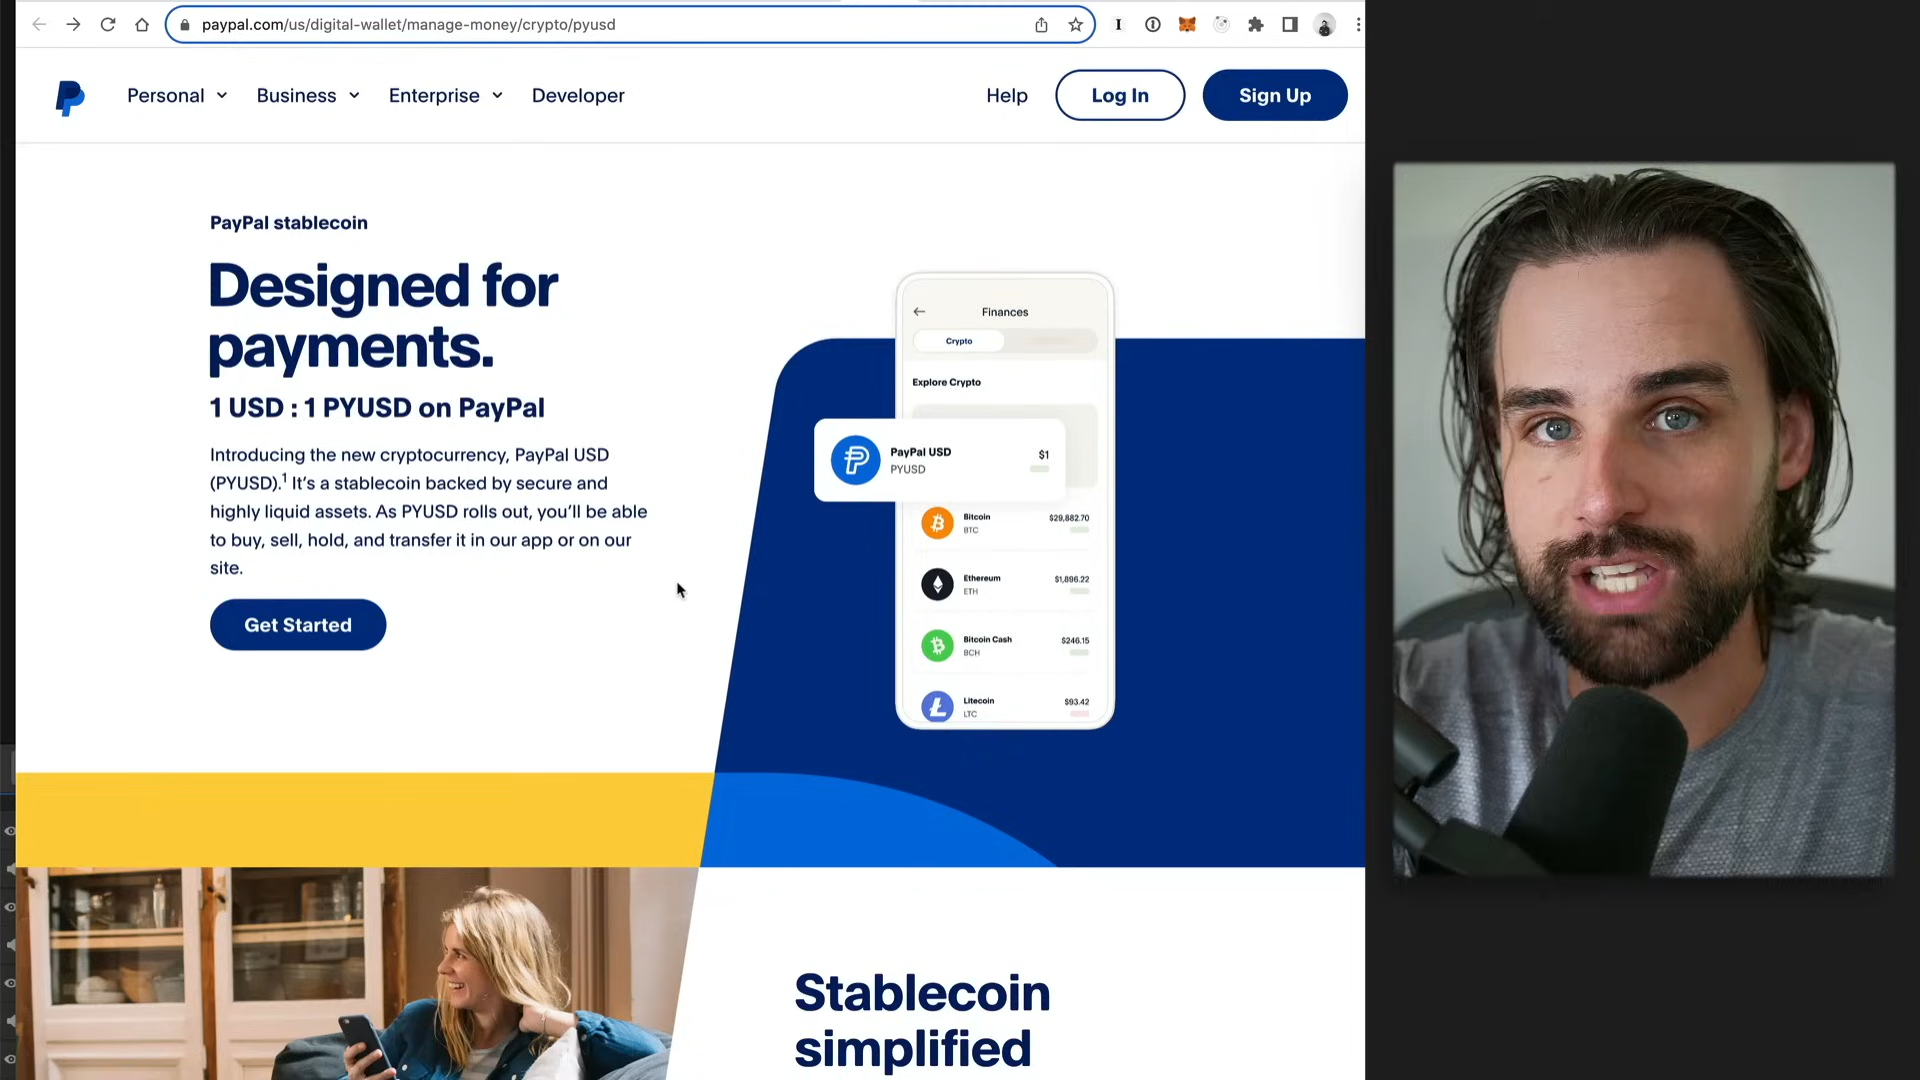 paypal.com/us/digital-wallet/manage-money/crypto/pyusd
Personal Business Enterprise Developer Help Log In Sign Up
PayPal stablecoin
Designed for
payments.
1 USD : 1 PYUSD on PayPal
Introducing the new cryptocurrency, PayPal USD
(PYUSD).1 It's a stablecoin backed by secure and
highly liquid assets. As PYUSD rolls out, you'll be able
to buy, sell, hold, and transfer it in our app or on our
site.
Get Started
Finances
Crypto
Explore Crypto
PayPal USD $1
PYUSD
Bitcoin $29,882.70
BTC
Ethereum $1,896.22
ETH
Bitcoin Cash $246.15
BCH
Litecoin $93.42
LTC
Stablecoin
simplified